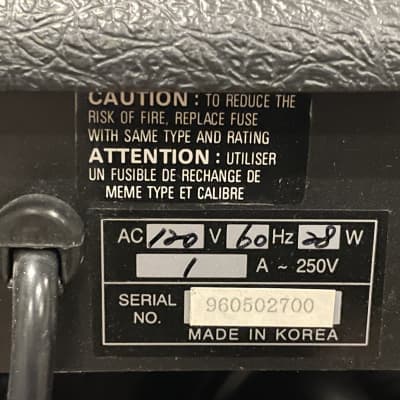 CAUTION : TO REDUCE THE
RISK OF FIRE, REPLACE FUSE
WITH SAME TYPE AND RATING
ATTENTION : UTILISER
UN FUSIBLE DE RECHANGE DE
MEME TYPE ET CALIBRE
AC 120 V 60 Hz 28 W
1 A ~ 250V
SERIAL NO. 960502700
MADE IN KOREA